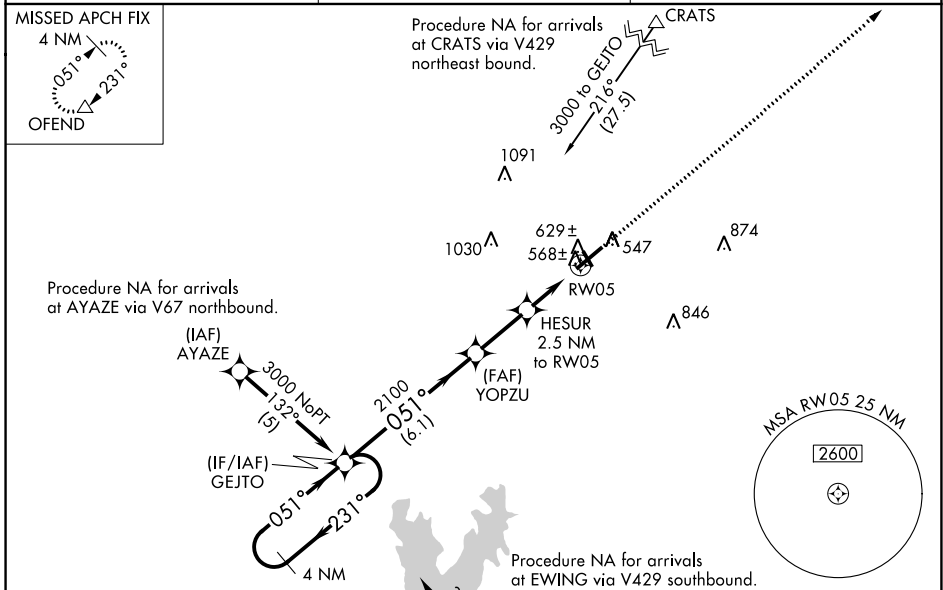 MISSED APCH FIX
4 NM
051°
231°
OFEND
Procedure NA for arrivals
at CRATS via V429
northeast bound.
CRATS
3000 to GEJTO
216°
(27.5)
1091
1030
629±
568±
547
874
846
RW05
Procedure NA for arrivals
at AYAZE via V67 northbound.
(IAF)
AYAZE
3000 NoPT
132°
(5)
HESUR
2.5 NM
to RW05
(FAF)
YOPZU
2100
051°
(6.1)
(IF/IAF)
GEJTO
051°
231°
4 NM
MSA RW05 25 NM
2600
Procedure NA for arrivals
at EWING via V429 southbound.